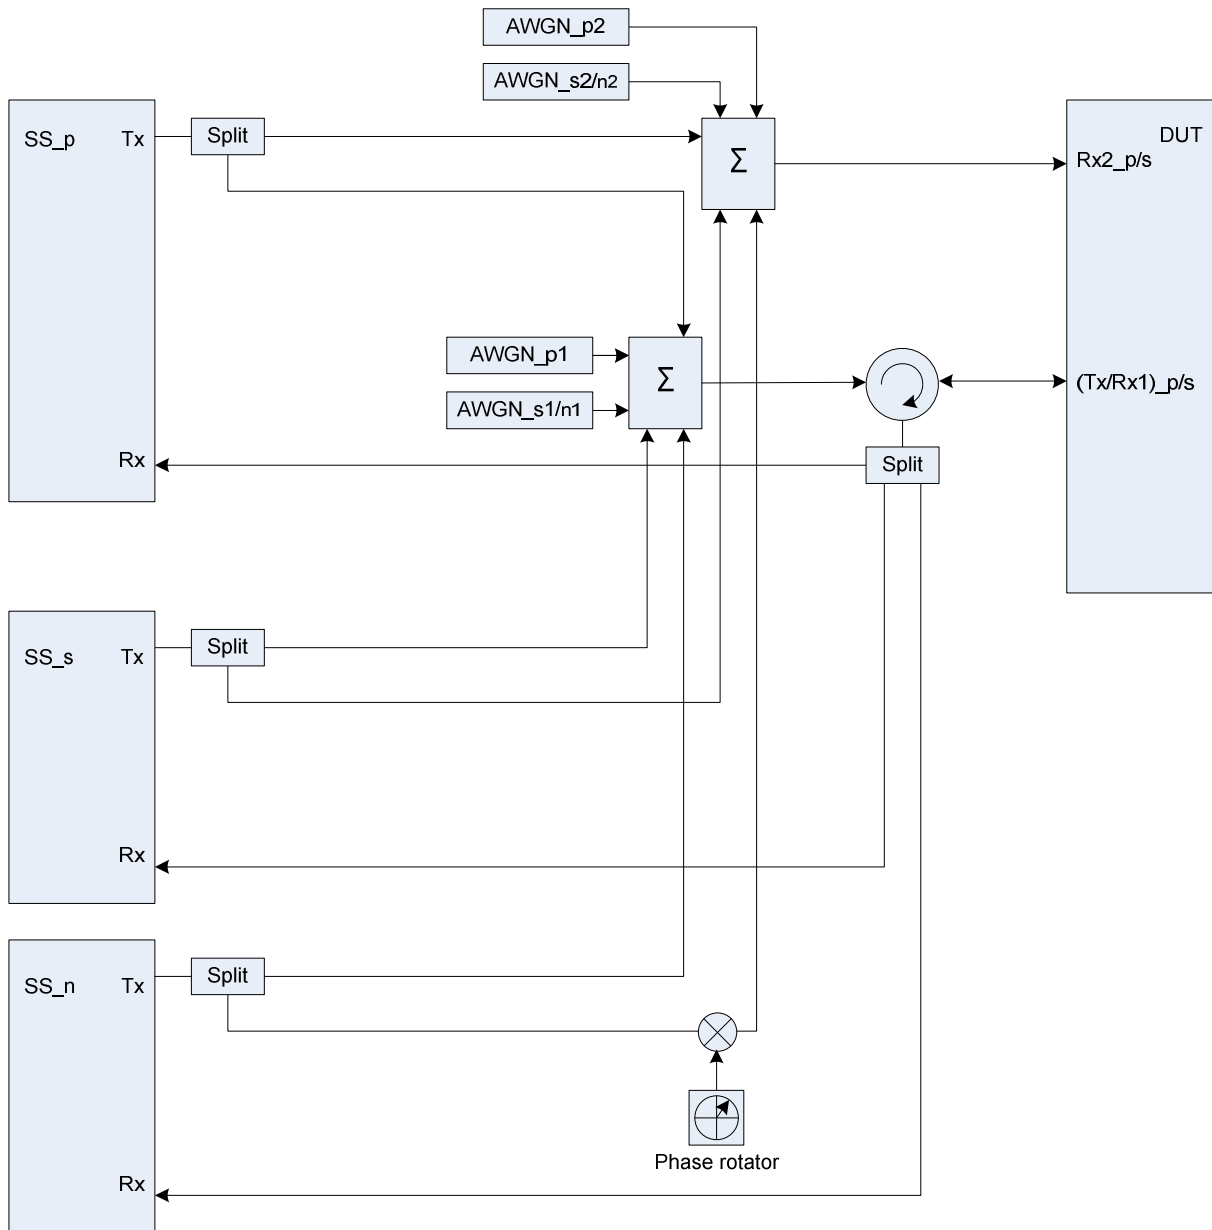 AWGN_p2
AWGN_s2/n2
SS_p
Tx
Split
Σ
DUT
Rx2_p/s
AWGN_p1
AWGN_s1/n1
Σ
(Tx/Rx1)_p/s
Rx
Split
SS_s
Tx
Split
Rx
SS_n
Tx
Split
Phase rotator
Rx